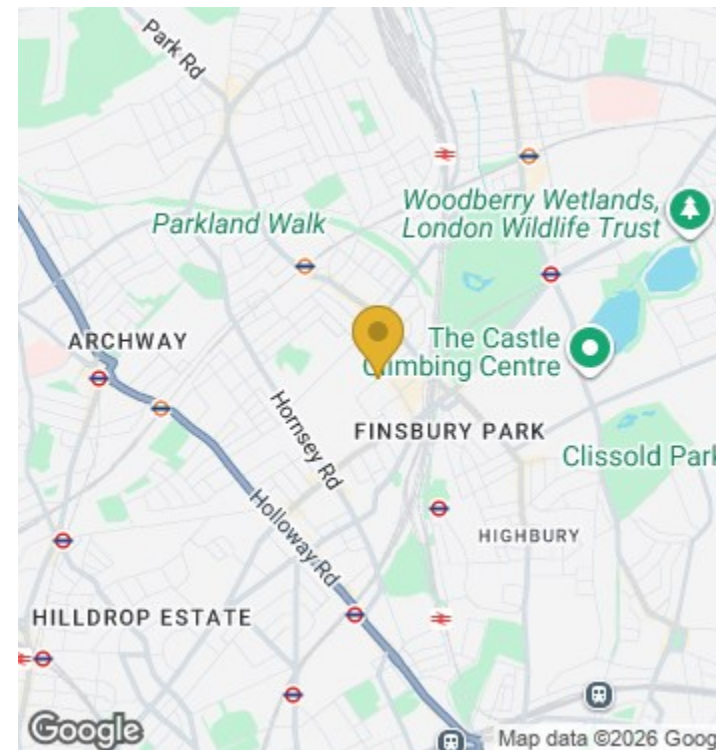 Park Rd
Woodberry Wetlands,
London Wildlife Trust
Parkland Walk
ARCHWAY
The Castle
Climbing Centre
Hornsey Rd
FINSBURY PARK
Clissold Park
Holloway Rd
HIGHBURY
HILLDROP ESTATE
Google
Map data ©2026 Goog